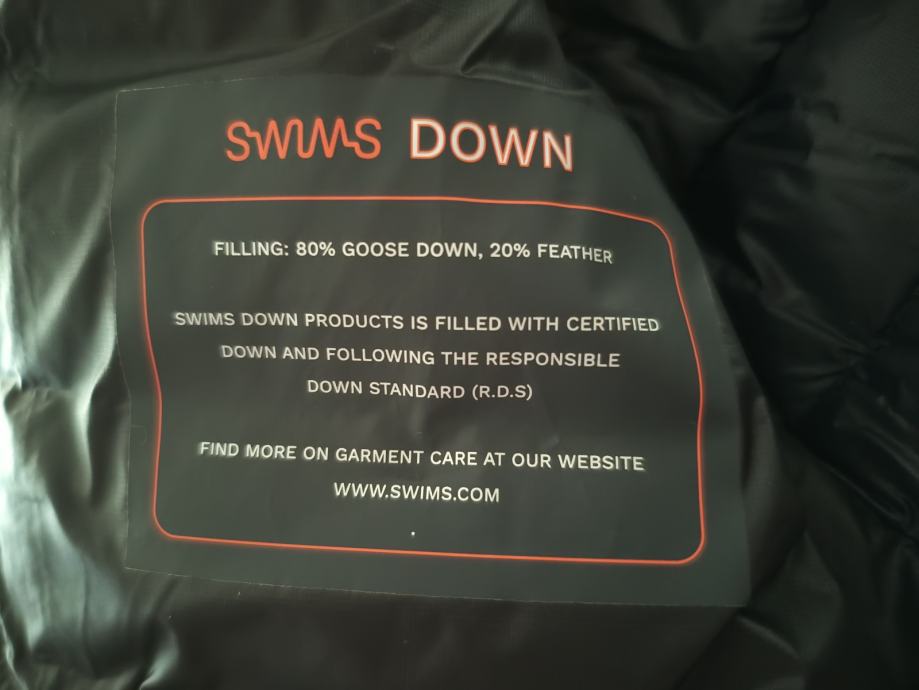 SWIMS DOWN
FILLING: 80% GOOSE DOWN, 20% FEATHER
SWIMS DOWN PRODUCTS IS FILLED WITH CERTIFIED
DOWN AND FOLLOWING THE RESPONSIBLE
DOWN STANDARD (R.D.S)
FIND MORE ON GARMENT CARE AT OUR WEBSITE
WWW.SWIMS.COM